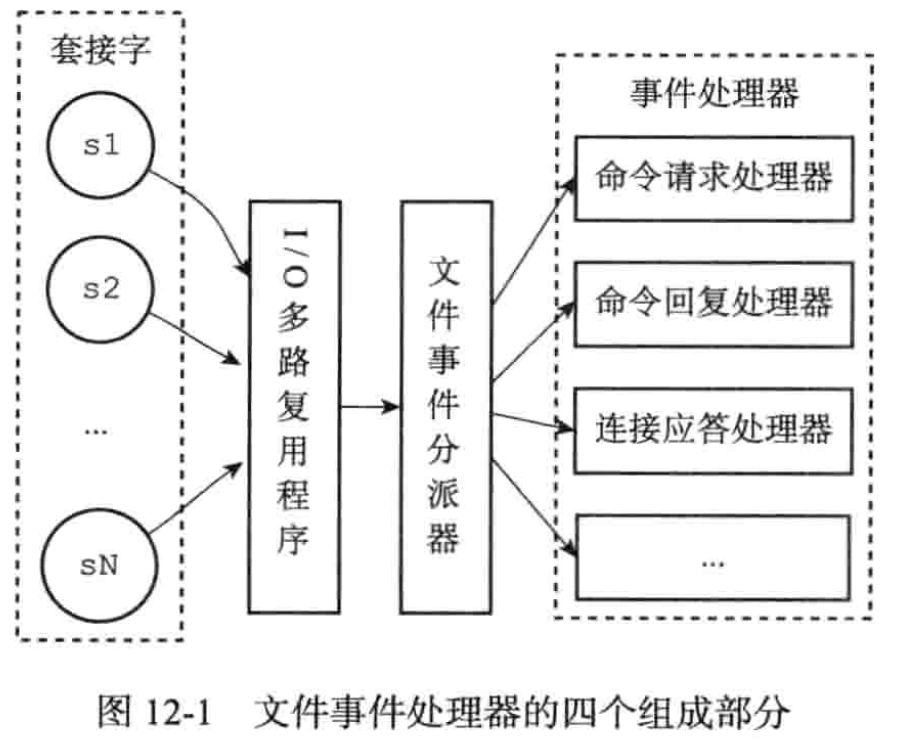 套接字
s1
s2
...
sN
I/O多路复用程序
文件事件分派器
事件处理器
命令请求处理器
命令回复处理器
连接应答处理器
...
图 12-1 文件事件处理器的四个组成部分